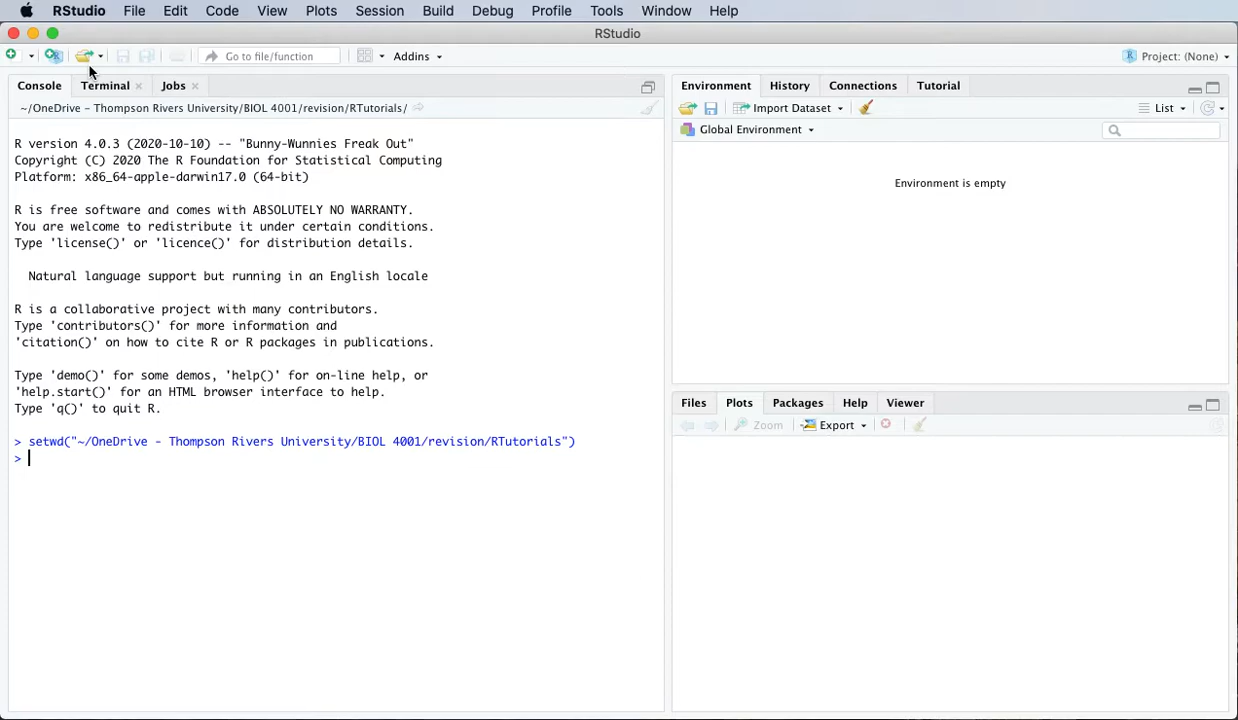 RStudio File Edit Code View Plots Session Build Debug Profile Tools Window Help
RStudio
Go to file/function Addins Project: (None)
Console Terminal Jobs
~/OneDrive - Thompson Rivers University/BIOL 4001/revision/RTutorials/
R version 4.0.3 (2020-10-10) -- "Bunny-Wunnies Freak Out"
Copyright (C) 2020 The R Foundation for Statistical Computing
Platform: x86_64-apple-darwin17.0 (64-bit)
R is free software and comes with ABSOLUTELY NO WARRANTY.
You are welcome to redistribute it under certain conditions.
Type 'license()' or 'licence()' for distribution details.
Natural language support but running in an English locale
R is a collaborative project with many contributors.
Type 'contributors()' for more information and
'citation()' on how to cite R or R packages in publications.
Type 'demo()' for some demos, 'help()' for on-line help, or
'help.start()' for an HTML browser interface to help.
Type 'q()' to quit R.
> setwd("~/OneDrive - Thompson Rivers University/BIOL 4001/revision/RTutorials")
>
Environment History Connections Tutorial
Import Dataset List
Global Environment
Environment is empty
Files Plots Packages Help Viewer
Zoom Export